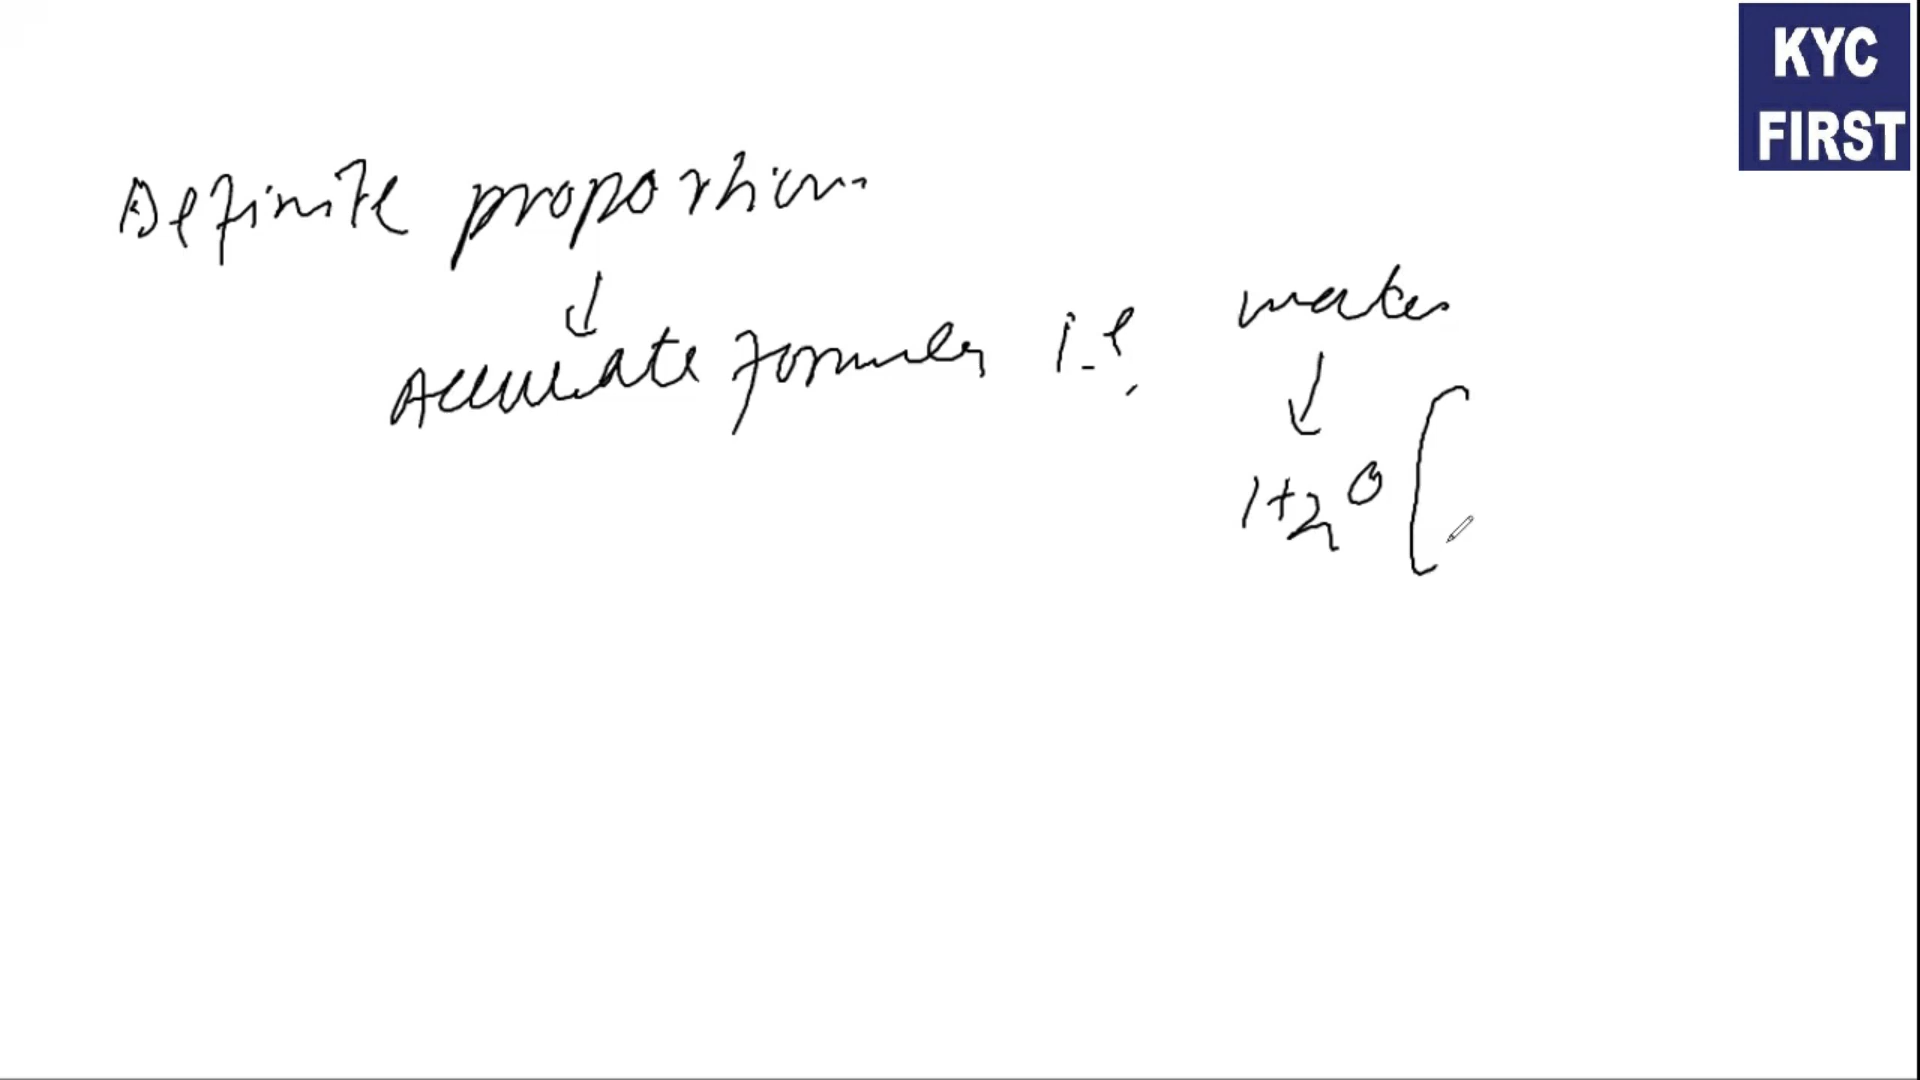 KYC
FIRST
Definite proportion
↓
Accurate formula i.e, water
↓
H2O (